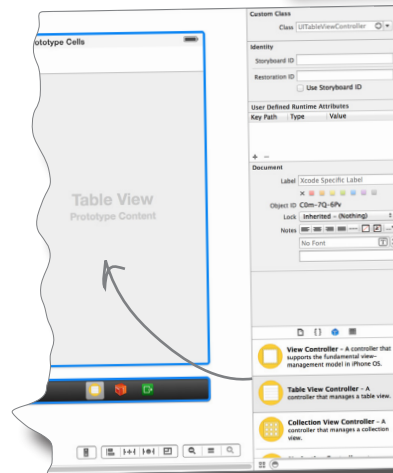 ototype Cells
Table View
Prototype Content
Custom Class
Class UITableViewController
Identity
Storyboard ID
Restoration ID
Use Storyboard ID
User Defined Runtime Attributes
Key Path Type Value
+ −
Document
Label Xcode Specific Label
Object ID C0m-7Q-6Pv
Lock Inherited - (Nothing)
Notes
No Font
View Controller - A controller that
supports the fundamental view-
management model in iPhone OS.
Table View Controller - A
controller that manages a table view.
Collection View Controller - A
controller that manages a collection
view.